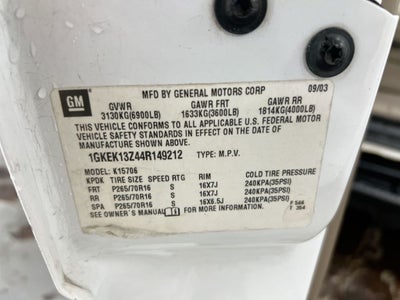 GM
MFD BY GENERAL MOTORS CORP 09/03
GVWR GAWR FRT GAWR RR
3130KG(6900LB) 1633KG(3600LB) 1814KG(4000LB)
THIS VEHICLE CONFORMS TO ALL APPLICABLE U.S. FEDERAL MOTOR
VEHICLE SAFETY STANDARDS IN EFFECT ON THE DATE OF
MANUFACTURE SHOWN ABOVE.
1GKEK13Z44R149212 TYPE: M.P.V.
MODEL: K15706
KPDK TIRE SIZE SPEED RTG RIM COLD TIRE PRESSURE
FRT P265/70R16 S 16X7J 240KPA(35PSI)
RR P265/70R16 S 16X7J 240KPA(35PSI)
SPA P265/70R16 S 16X6.5J 240KPA(35PSI)
SEE OWNER'S MANUAL FOR MORE INFORMATION.